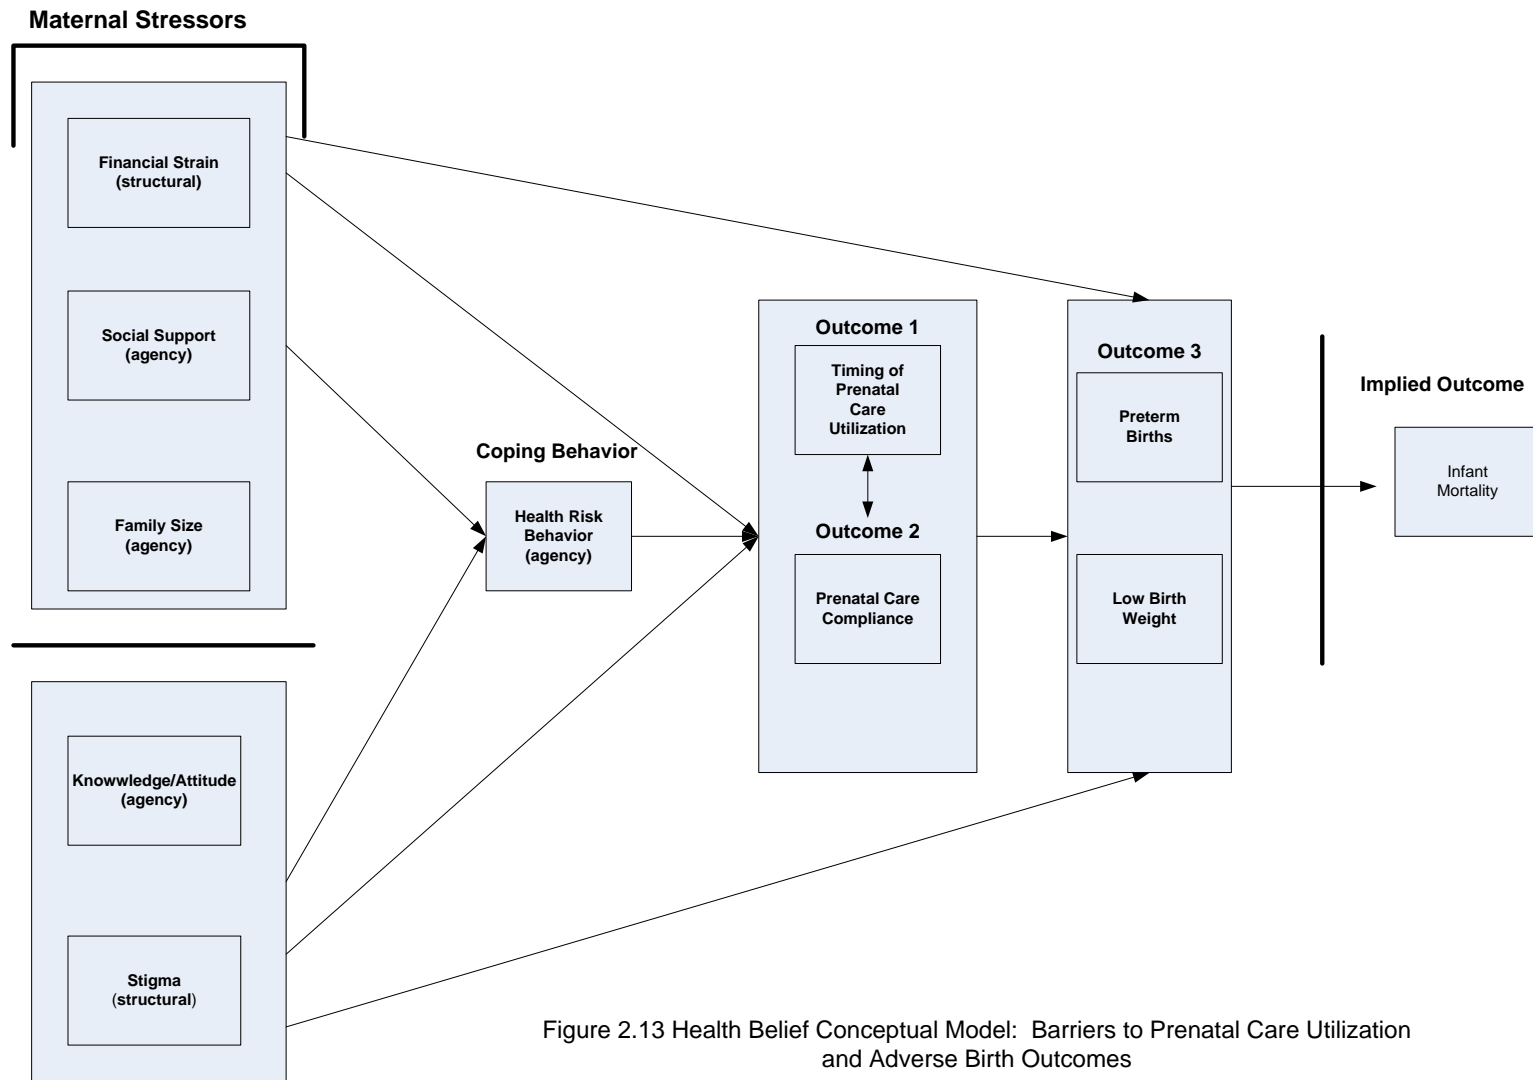 Maternal Stressors
Financial Strain
(structural)
Social Support
(agency)
Family Size
(agency)
Knowwledge/Attitude
(agency)
Stigma
(structural)
Coping Behavior
Health Risk
Behavior
(agency)
Outcome 1
Timing of
Prenatal
Care
Utilization
Outcome 2
Prenatal Care
Compliance
Outcome 3
Preterm
Births
Low Birth
Weight
Implied Outcome
Infant
Mortality
Figure 2.13 Health Belief Conceptual Model:  Barriers to Prenatal Care Utilization
and Adverse Birth Outcomes